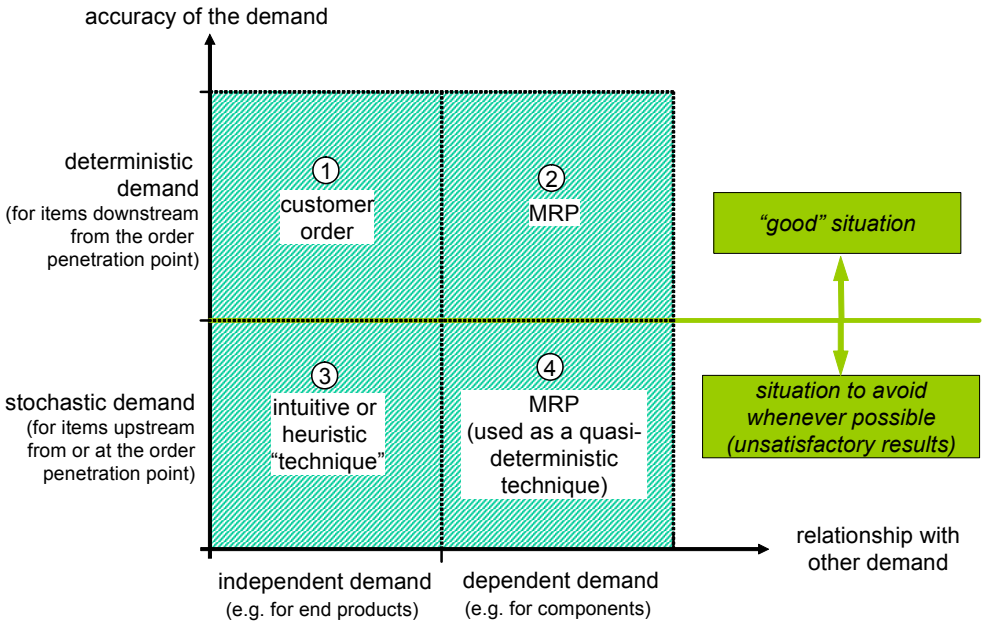 accuracy of the demand
deterministic
demand
(for items downstream
from the order
penetration point)
1
customer
order
2
MRP
“good” situation
stochastic demand
(for items upstream
from or at the order
penetration point)
3
intuitive or
heuristic
“technique”
4
MRP
(used as a quasi-
deterministic
technique)
situation to avoid
whenever possible
(unsatisfactory results)
relationship with
other demand
independent demand
(e.g. for end products)
dependent demand
(e.g. for components)